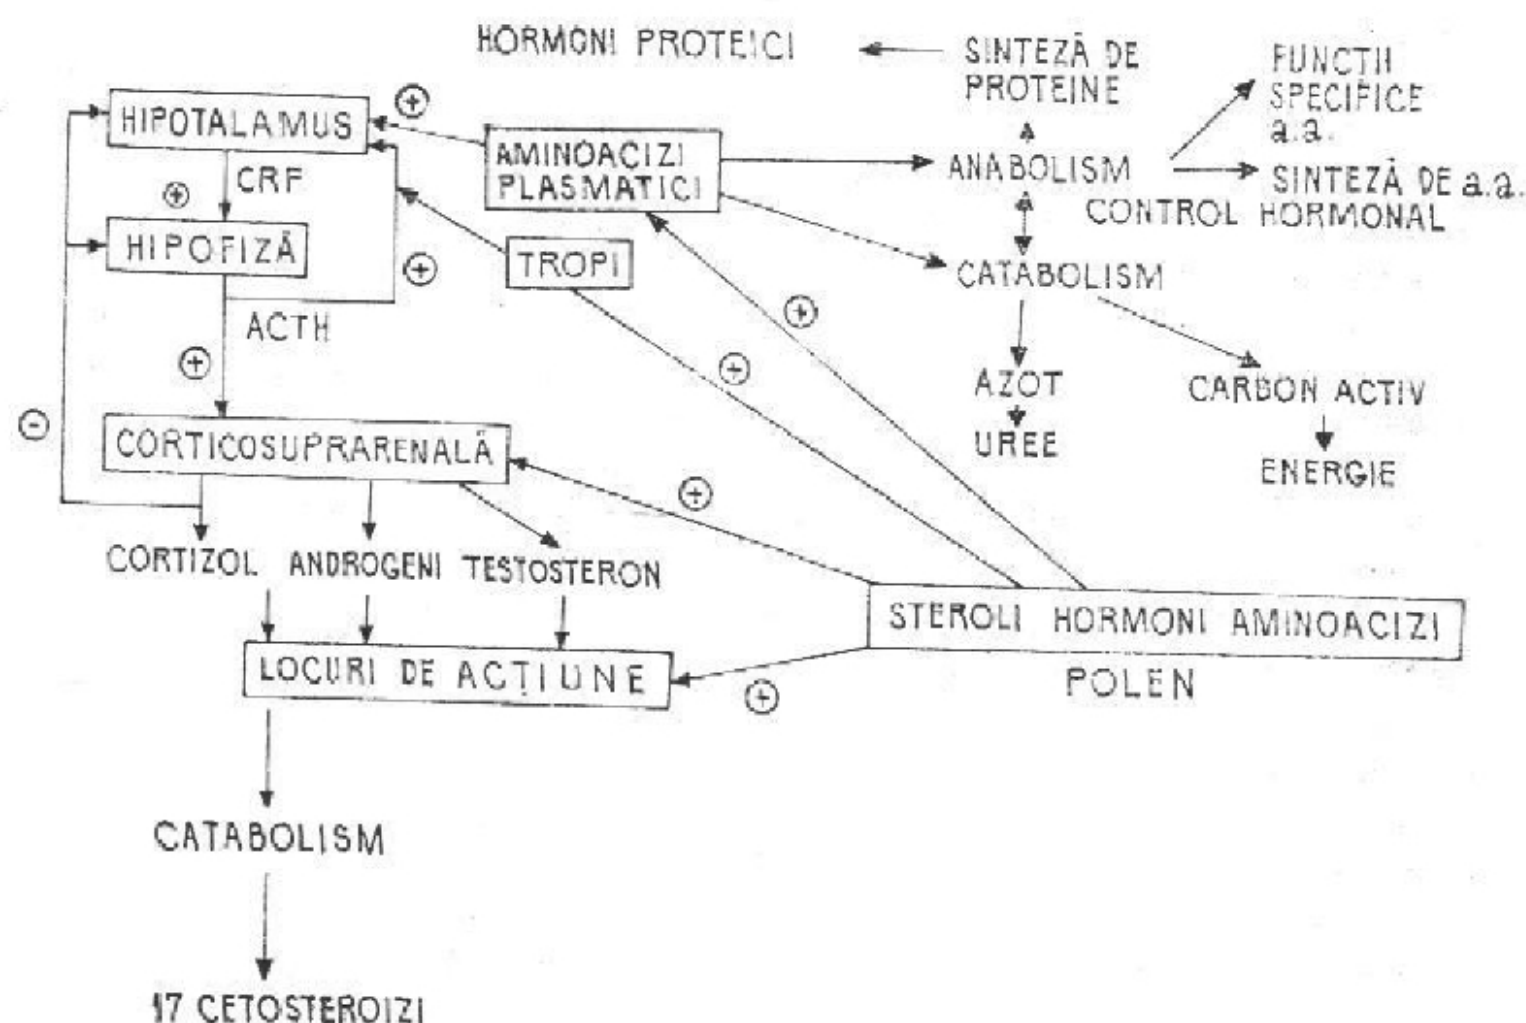 HORMONI PROTEICI
SINTEZĂ DE
PROTEINE
FUNCȚII
SPECIFICE
a.a.
HIPOTALAMUS
+
AMINOACIZI
PLASMATICI
ANABOLISM
SINTEZĂ DE a.a.
CONTROL HORMONAL
CRF
+
HIPOFIZĂ
TROPI
+
CATABOLISM
+
ACTH
+
+
AZOT
CARBON ACTIV
UREE
ENERGIE
-
CORTICOSUPRARENALĂ
+
CORTIZOL ANDROGENI TESTOSTERON
STEROLI HORMONI AMINOACIZI
LOCURI DE ACȚIUNE
+
POLEN
CATABOLISM
17 CETOSTEROIZI